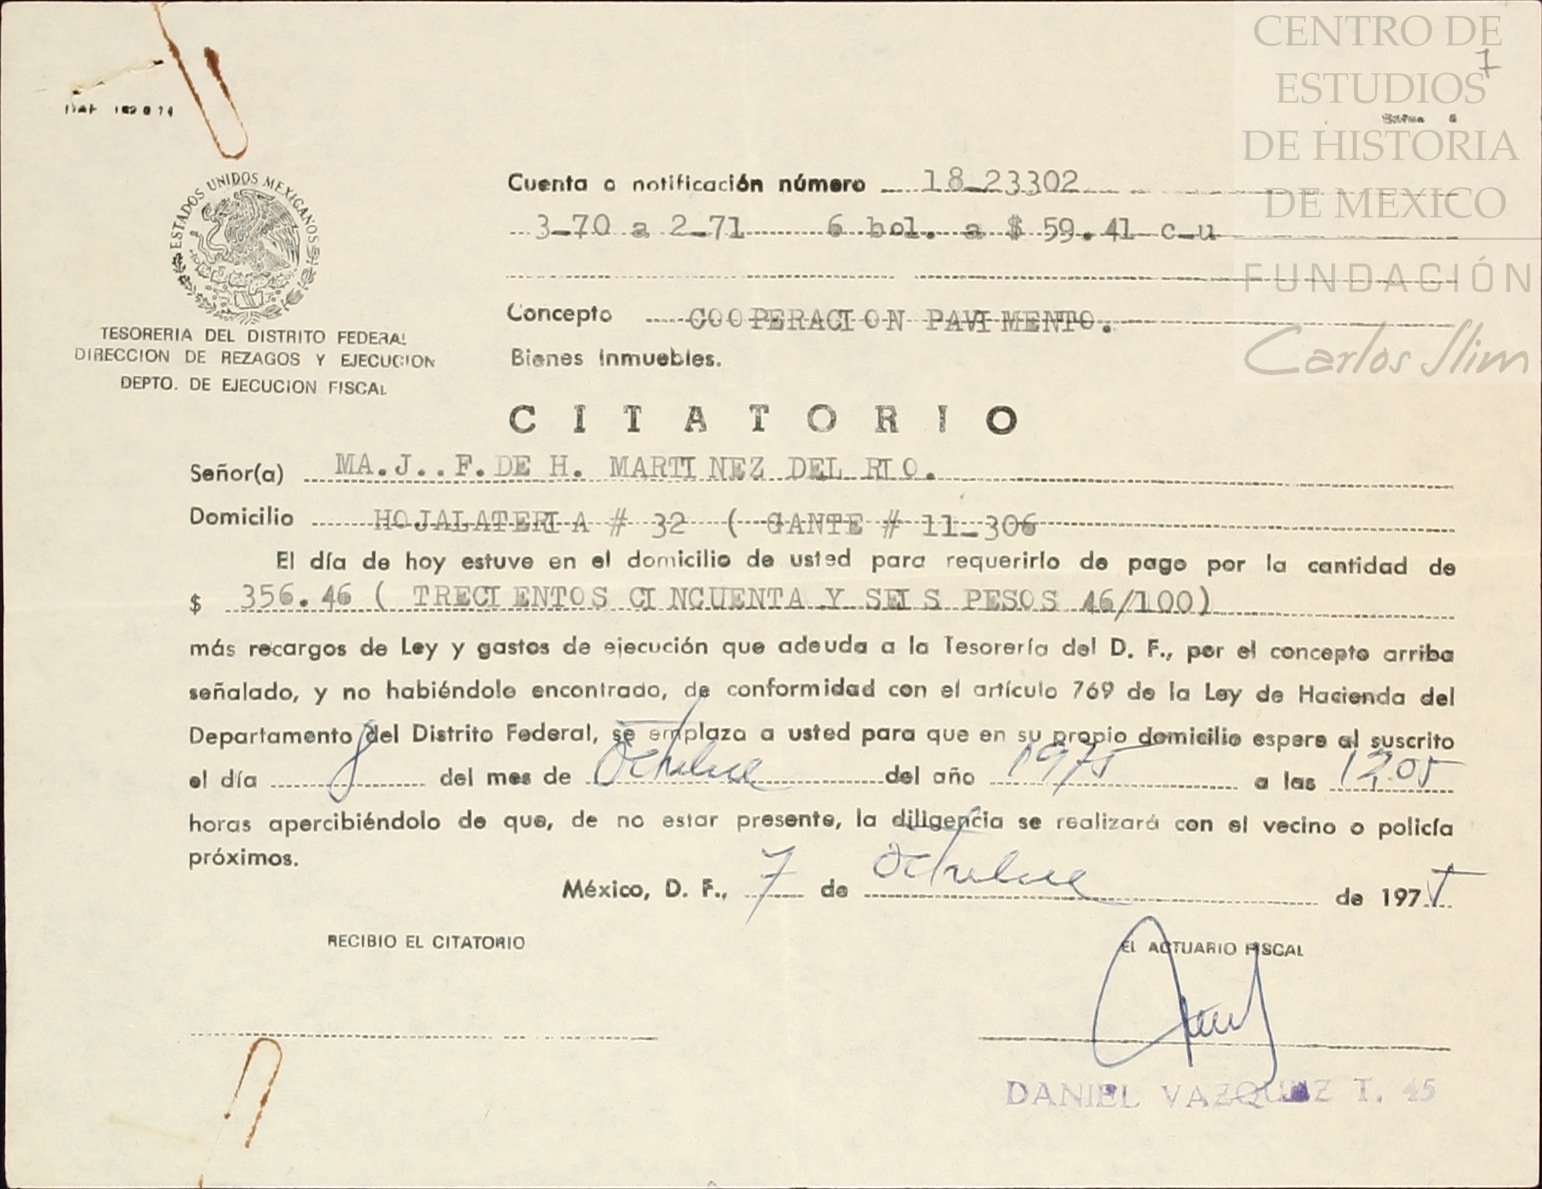 CENTRO DE
ESTUDIOS
DE HISTORIA
DE MEXICO
FUNDACIÓN
Carlos Slim
7
ESTADOS UNIDOS MEXICANOS
TESORERIA DEL DISTRITO FEDERAL
DIRECCION DE REZAGOS Y EJECUCION
DEPTO. DE EJECUCION FISCAL
Cuenta o notificación número 18-23302
3-70 a 2-71 6 bol. a $ 59.41 c-u
Concepto COOPERACION PAVIMENTO.
Bienes Inmuebles.
CITATORIO
Señor(a) MA.J..F.DE H. MARTINEZ DEL RIO.
Domicilio HOJALATERIA # 32 ( GANTE # 11-306
El día de hoy estuve en el domicilio de usted para requerirlo de pago por la cantidad de
$ 356.46 ( TRECIENTOS CINCUENTA Y SEIS PESOS 46/100)
más recargos de Ley y gastos de ejecución que adeuda a la Tesorería del D. F., por el concepto arriba
señalado, y no habiéndole encontrado, de conformidad con el artículo 769 de la Ley de Hacienda del
Departamento del Distrito Federal, se emplaza a usted para que en su propio domicilio espere al suscrito
el día 8 del mes de Octubre del año 1975 a las 12.05
horas apercibiéndolo de que, de no estar presente, la diligencia se realizará con el vecino o policía
próximos.
México, D. F., 7 de Octubre de 1975
RECIBIO EL CITATORIO
EL ACTUARIO FISCAL
DANIEL VAZQUEZ T. 45